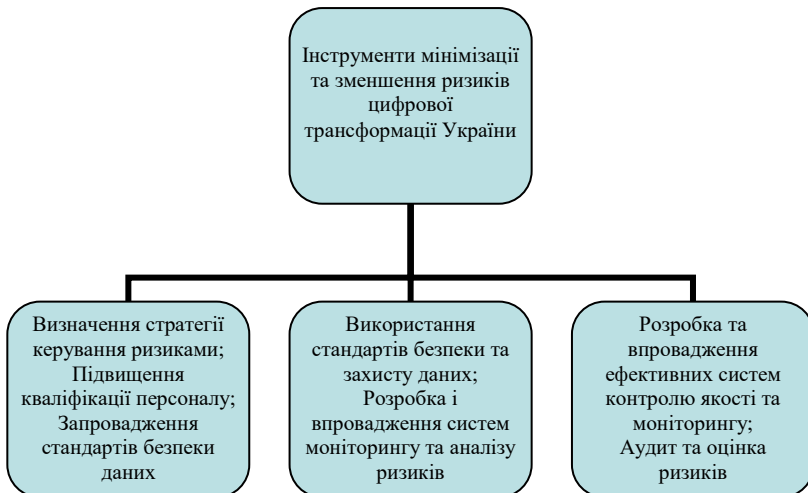 Інструменти мінімізації
та зменшення ризиків
цифрової
трансформації України
Визначення стратегії
керування ризиками;
Підвищення
кваліфікації персоналу;
Запровадження
стандартів безпеки
даних
Використання
стандартів безпеки та
захисту даних;
Розробка і
впровадження систем
моніторингу та аналізу
ризиків
Розробка та
впровадження
ефективних систем
контролю якості та
моніторингу;
Аудит та оцінка
ризиків